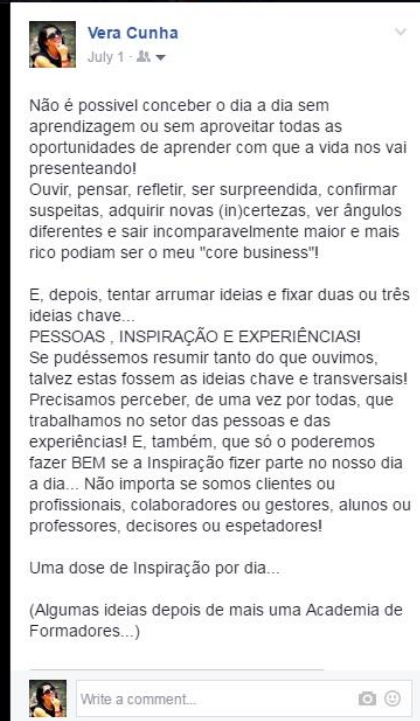 Vera Cunha
July 1
Não é possivel conceber o dia a dia sem
aprendizagem ou sem aproveitar todas as
oportunidades de aprender com que a vida nos vai
presenteando!
Ouvir, pensar, refletir, ser surpreendida, confirmar
suspeitas, adquirir novas (in)certezas, ver ângulos
diferentes e sair incomparavelmente maior e mais
rico podiam ser o meu "core business"!
E, depois, tentar arrumar ideias e fixar duas ou três
ideias chave...
PESSOAS , INSPIRAÇÃO E EXPERIÊNCIAS!
Se pudéssemos resumir tanto do que ouvimos,
talvez estas fossem as ideias chave e transversais!
Precisamos perceber, de uma vez por todas, que
trabalhamos no setor das pessoas e das
experiências! E, também, que só o poderemos
fazer BEM se a Inspiração fizer parte no nosso dia
a dia... Não importa se somos clientes ou
profissionais, colaboradores ou gestores, alunos ou
professores, decisores ou espetadores!
Uma dose de Inspiração por dia...
(Algumas ideias depois de mais uma Academia de
Formadores...)
Write a comment...